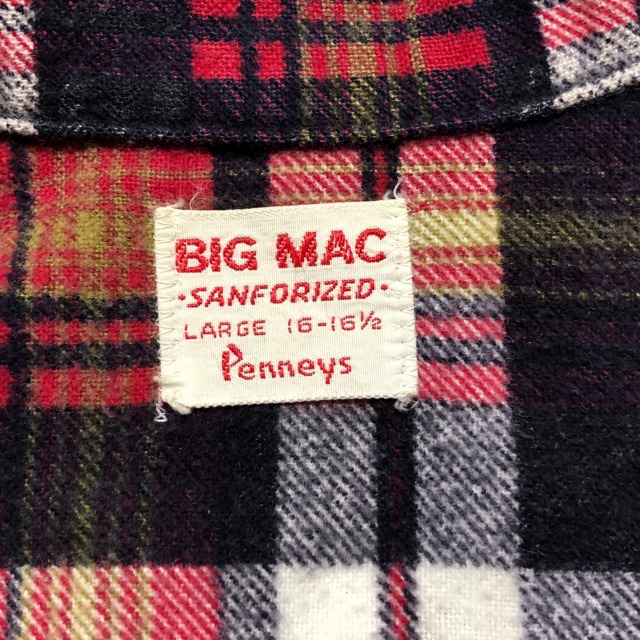 BIG MAC
·SANFORIZED·
LARGE 16-16½
Penneys